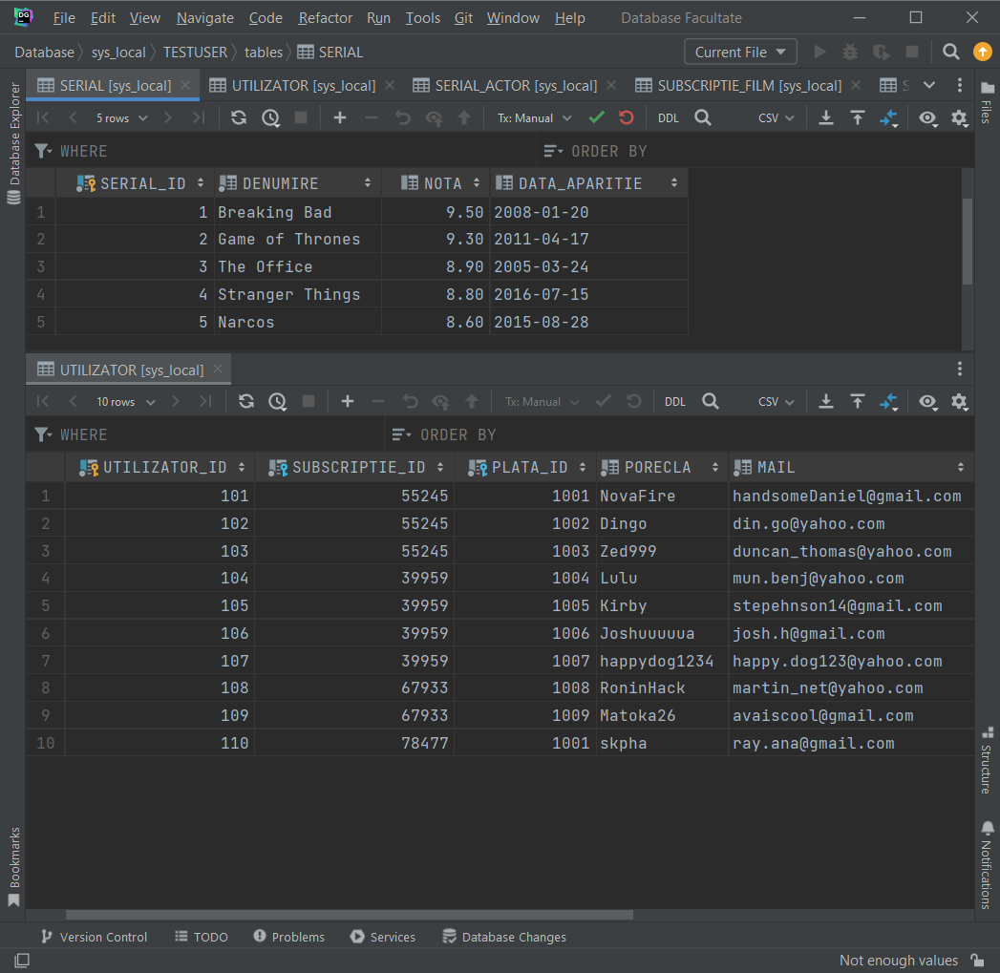 DG File Edit View Navigate Code Refactor Run Tools Git Window Help Database Facultate
Database sys_local TESTUSER tables SERIAL Current File
SERIAL [sys_local] UTILIZATOR [sys_local] SERIAL_ACTOR [sys_local] SUBSCRIPTIE_FILM [sys_local] S
5 rows Tx: Manual DDL CSV
WHERE ORDER BY
SERIAL_ID DENUMIRE NOTA DATA_APARITIE
1 1 Breaking Bad 9.50 2008-01-20
2 2 Game of Thrones 9.30 2011-04-17
3 3 The Office 8.90 2005-03-24
4 4 Stranger Things 8.80 2016-07-15
5 5 Narcos 8.60 2015-08-28
UTILIZATOR [sys_local]
10 rows Tx: Manual DDL CSV
WHERE ORDER BY
UTILIZATOR_ID SUBSCRIPTIE_ID PLATA_ID PORECLA MAIL
1 101 55245 1001 NovaFire handsomeDaniel@gmail.com
2 102 55245 1002 Dingo din.go@yahoo.com
3 103 55245 1003 Zed999 duncan_thomas@yahoo.com
4 104 39959 1004 Lulu mun.benj@yahoo.com
5 105 39959 1005 Kirby stepehnson14@gmail.com
6 106 39959 1006 Joshuuuuua josh.h@gmail.com
7 107 39959 1007 happydog1234 happy.dog123@yahoo.com
8 108 67933 1008 RoninHack martin_net@yahoo.com
9 109 67933 1009 Matoka26 avaiscool@gmail.com
10 110 78477 1001 skpha ray.ana@gmail.com
Database Explorer
Bookmarks
Files
Structure
Notifications
Version Control TODO Problems Services Database Changes
Not enough values